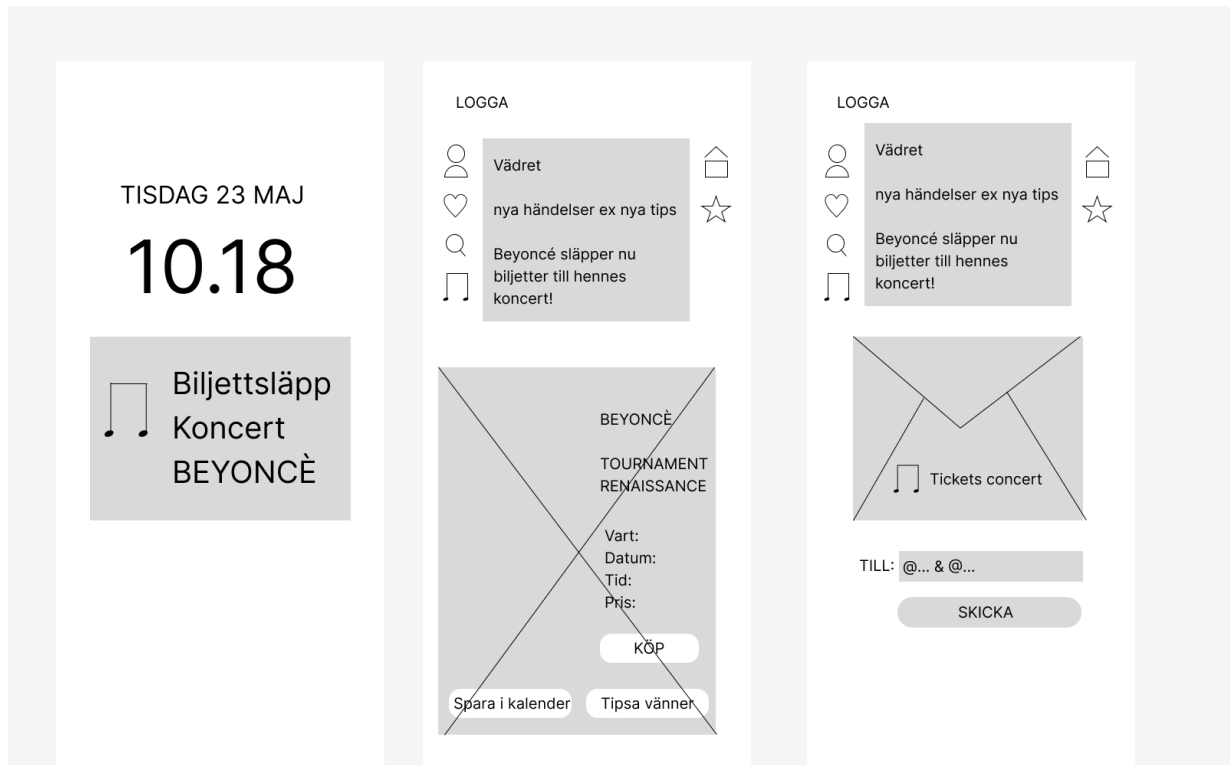 TISDAG 23 MAJ
10.18
Biljettsläpp
Koncert
BEYONCÈ
LOGGA
Vädret
nya händelser ex nya tips
Beyoncé släpper nu
biljetter till hennes
koncert!
BEYONCÈ
TOURNAMENT
RENAISSANCE
Vart:
Datum:
Tid:
Pris:
KÖP
Spara i kalender
Tipsa vänner
LOGGA
Vädret
nya händelser ex nya tips
Beyoncé släpper nu
biljetter till hennes
koncert!
Tickets concert
TILL: @... & @...
SKICKA